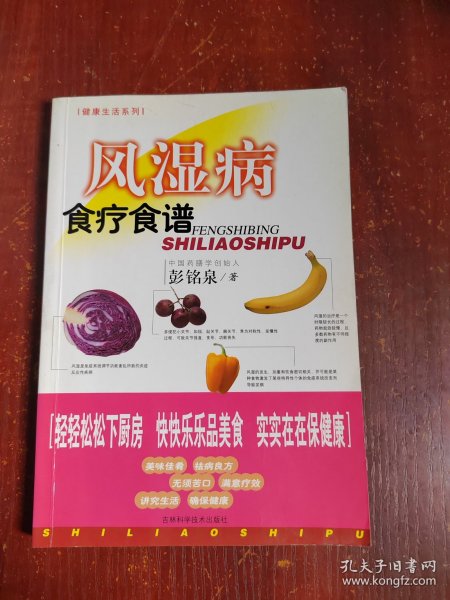 [健康生活系列]
风湿病
食疗食谱
FENGSHIBING
SHILIAOSHIPU
中国药膳学创始人
彭铭泉/著
[轻轻松松下厨房 快快乐乐品美食 实实在在保健康]
美味佳肴 祛病良方
无须苦口 满意疗效
讲究生活 确保健康
吉林科学技术出版社
SHILIAOSHIPU
孔夫子旧书网
www.kongfz.com